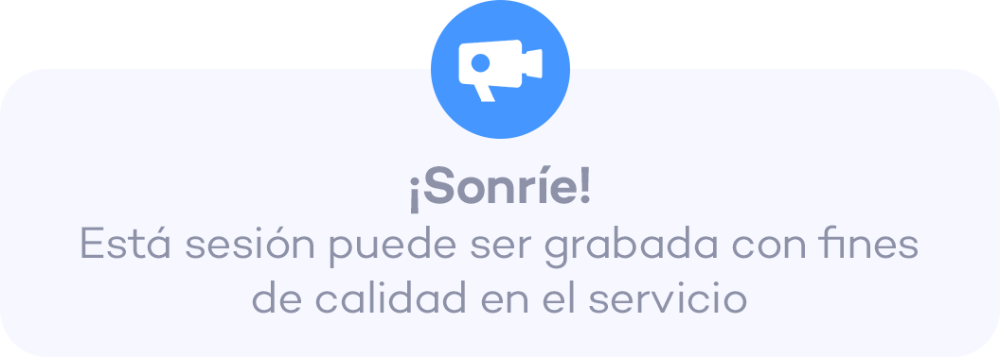 ¡Sonríe!
Está sesión puede ser grabada con fines
de calidad en el servicio